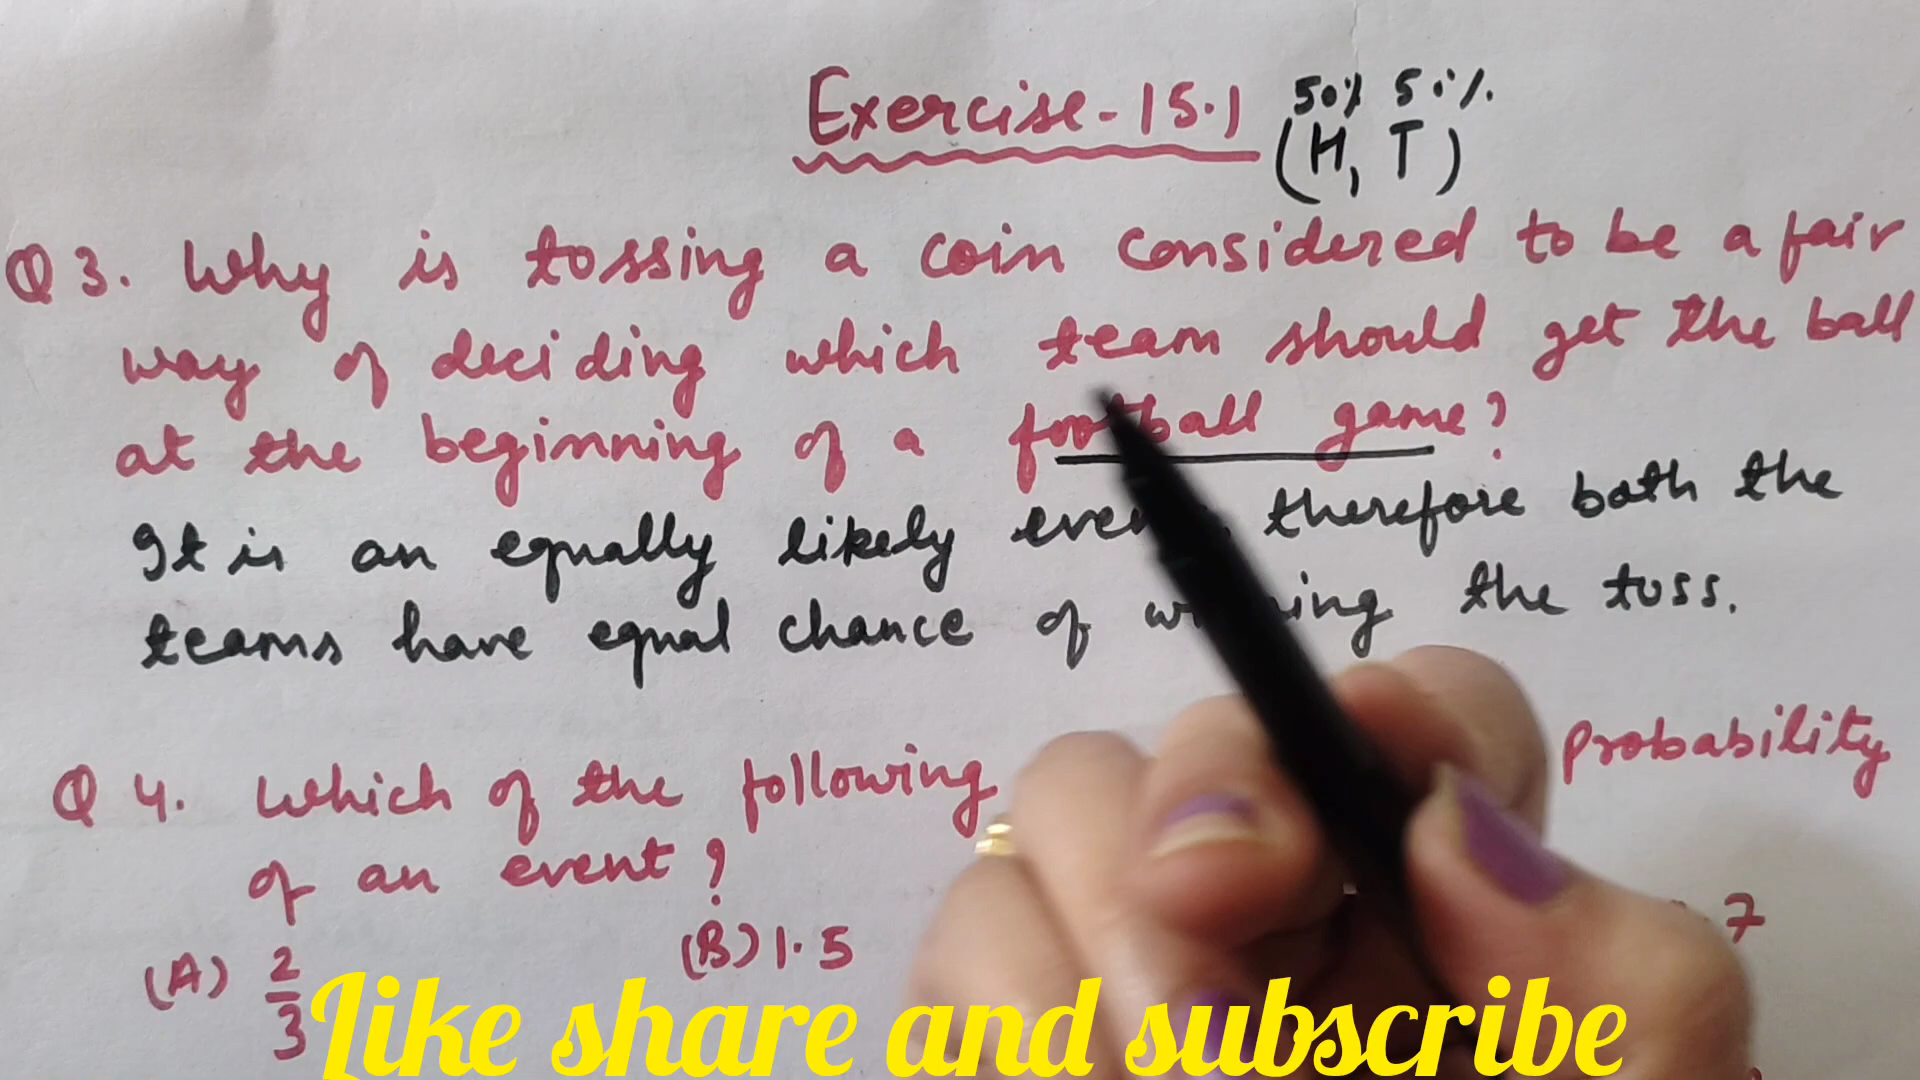 Exercise-15.1 50% 50%.
(H, T)
Q 3. Why is tossing a coin considered to be a fair
way of deciding which team should get the ball
at the beginning of a football game?
It is an equally likely therefore both the
teams have equal chance of the toss.
Q 4. Which of the following probability
of an event?
(A) 2/3 (B) 1.5 .7
Like share and subscribe